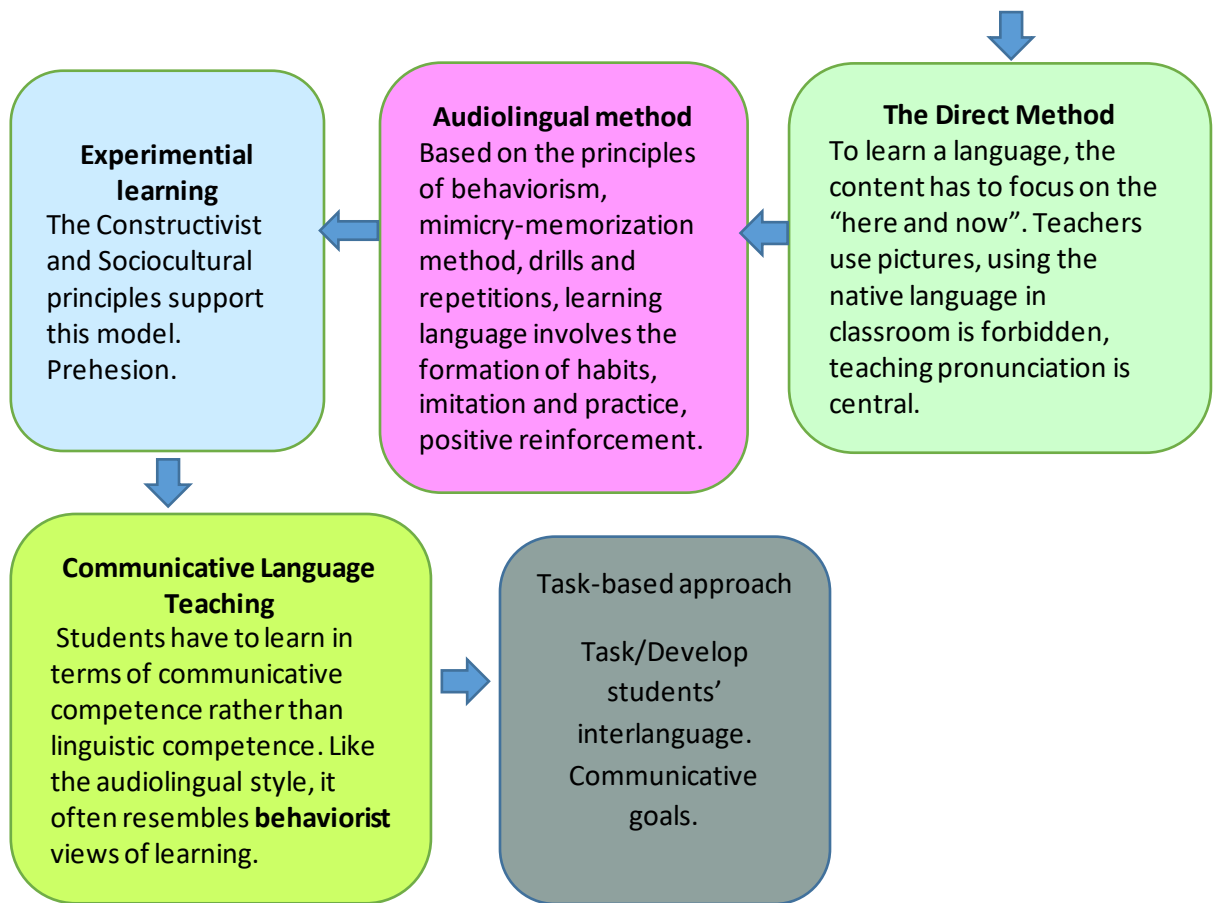 The Direct Method
To learn a language, the
content has to focus on the
“here and now”. Teachers
use pictures, using the
native language in
classroom is forbidden,
teaching pronunciation is
central.
Audiolingual method
Based on the principles
of behaviorism,
mimicry-memorization
method, drills and
repetitions, learning
language involves the
formation of habits,
imitation and practice,
positive reinforcement.
Experimential
learning
The Constructivist
and Sociocultural
principles support
this model.
Prehesion.
Communicative Language
Teaching
Students have to learn in
terms of communicative
competence rather than
linguistic competence. Like
the audiolingual style, it
often resembles behaviorist
views of learning.
Task-based approach
Task/Develop
students’
interlanguage.
Communicative
goals.